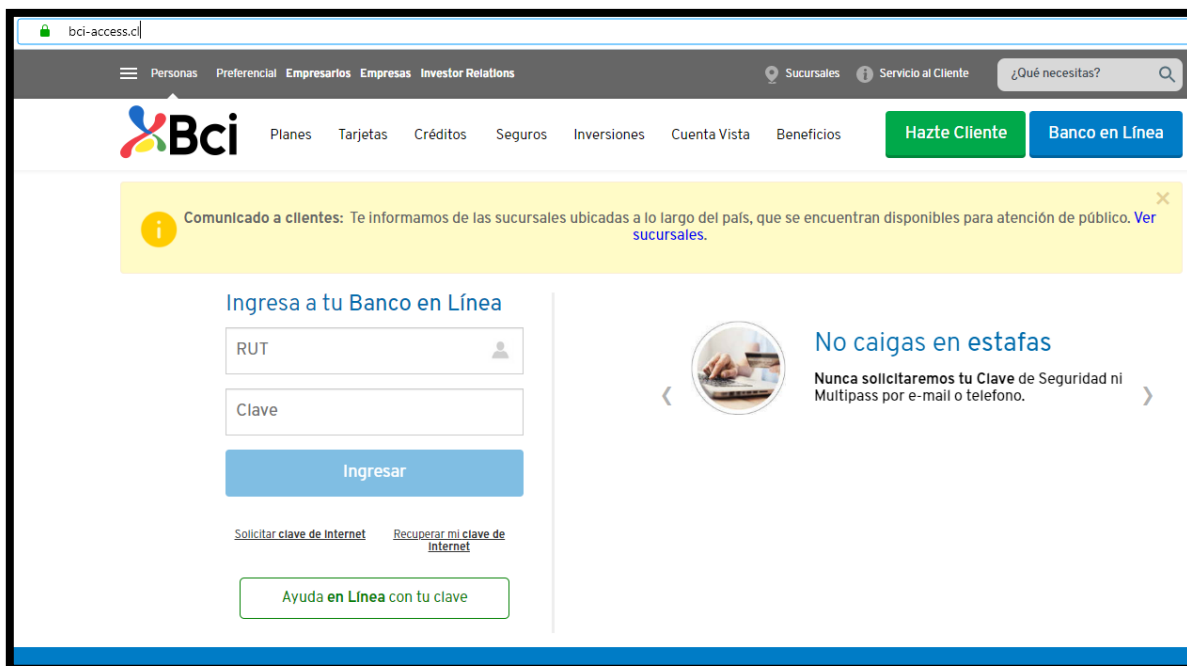 bci-access.cl
Personas Preferencial Empresarios Empresas Investor Relations Sucursales Servicio al Cliente ¿Qué necesitas?
Bci Planes Tarjetas Créditos Seguros Inversiones Cuenta Vista Beneficios Hazte Cliente Banco en Línea
Comunicado a clientes: Te informamos de las sucursales ubicadas a lo largo del país, que se encuentran disponibles para atención de público. Ver
sucursales.
Ingresa a tu Banco en Línea
RUT
Clave
Ingresar
Solicitar clave de Internet
Recuperar mi clave de
Internet
Ayuda en Línea con tu clave
No caigas en estafas
Nunca solicitaremos tu Clave de Seguridad ni
Multipass por e-mail o telefono.